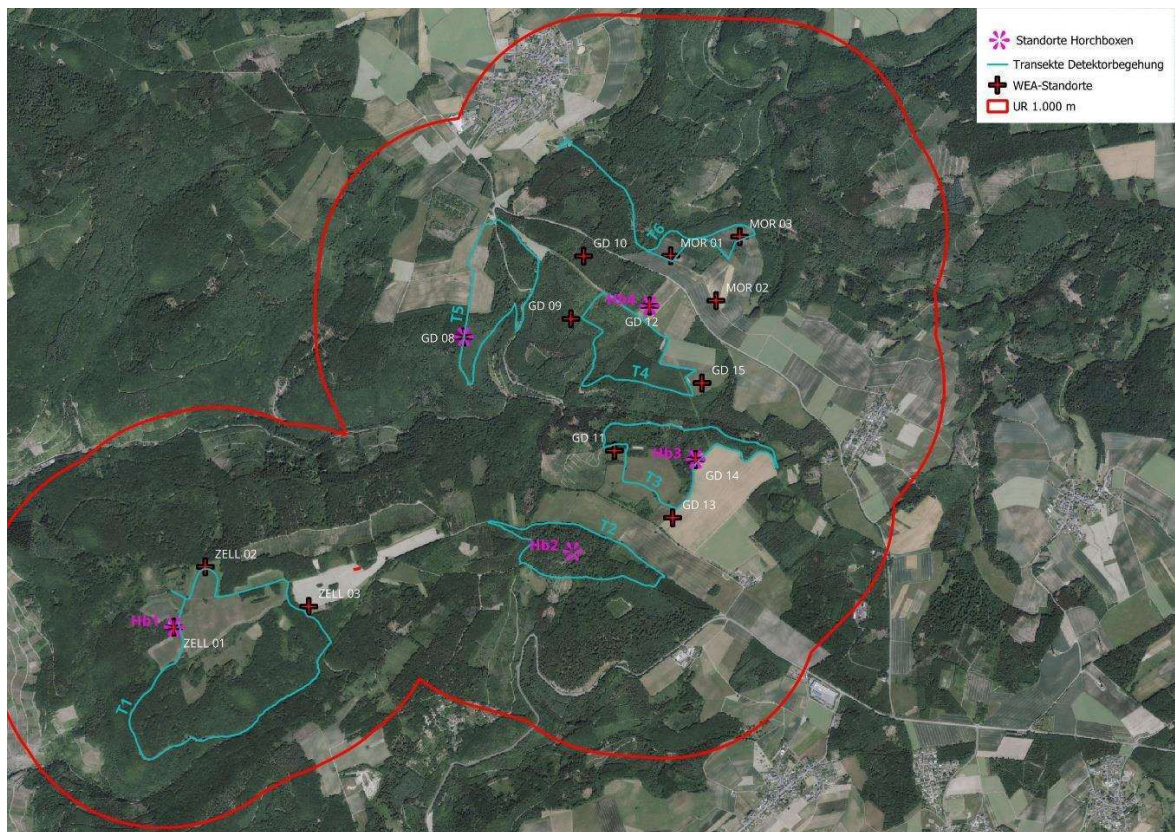 Standorte Horchboxen
Transekte Detektorbegehung
WEA-Standorte
UR 1.000 m
T6
MOR 03
MOR 01
GD 10
MOR 02
Hb4
GD 12
GD 09
T5
GD 08
T4
GD 15
GD 11
Hb3
GD 14
T3
GD 13
T2
Hb2
ZELL 02
ZELL 03
Hb1
ZELL 01
T1